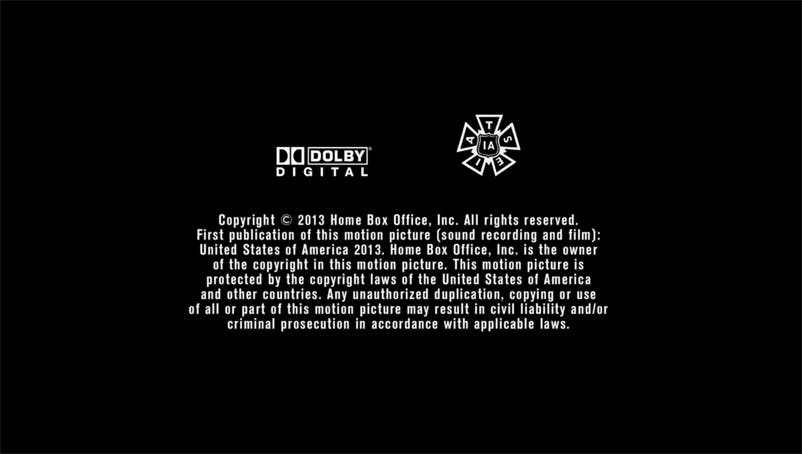 DOLBY®
DIGITAL
I A T S E
IA
Copyright © 2013 Home Box Office, Inc. All rights reserved.
First publication of this motion picture (sound recording and film):
United States of America 2013. Home Box Office, Inc. is the owner
of the copyright in this motion picture. This motion picture is
protected by the copyright laws of the United States of America
and other countries. Any unauthorized duplication, copying or use
of all or part of this motion picture may result in civil liability and/or
criminal prosecution in accordance with applicable laws.